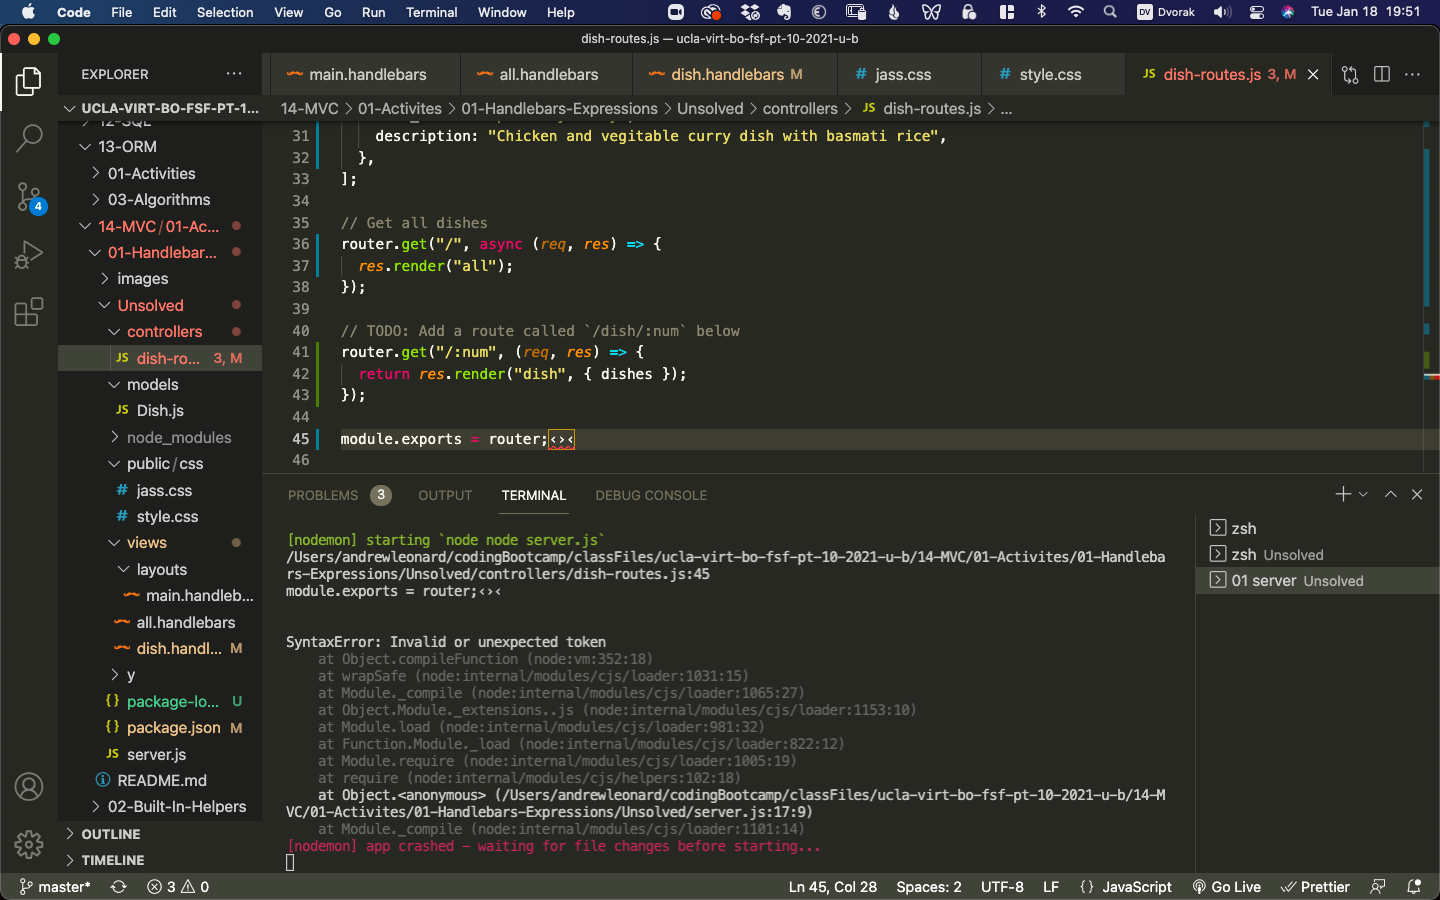 Code File Edit Selection View Go Run Terminal Window Help DV Dvorak Tue Jan 18 19:51
dish-routes.js — ucla-virt-bo-fsf-pt-10-2021-u-b
EXPLORER
main.handlebars all.handlebars dish.handlebars M # jass.css # style.css JS dish-routes.js 3, M
UCLA-VIRT-BO-FSF-PT-1...
14-MVC > 01-Activites > 01-Handlebars-Expressions > Unsolved > controllers > JS dish-routes.js > ...
12-SQL
13-ORM
01-Activities
03-Algorithms
14-MVC/01-Ac...
01-Handlebar...
images
Unsolved
controllers
JS dish-ro... 3, M
models
JS Dish.js
node_modules
public/css
# jass.css
# style.css
views
layouts
main.handleb...
all.handlebars
dish.handl... M
y
{} package-lo... U
{} package.json M
JS server.js
README.md
02-Built-In-Helpers
OUTLINE
TIMELINE
4
31 description: "Chicken and vegitable curry dish with basmati rice",
32 },
33 ];
34
35 // Get all dishes
36 router.get("/", async (req, res) => {
37 res.render("all");
38 });
39
40 // TODO: Add a route called `/dish/:num` below
41 router.get("/:num", (req, res) => {
42 return res.render("dish", { dishes });
43 });
44
45 module.exports = router;‹›‹
46
PROBLEMS 3 OUTPUT TERMINAL DEBUG CONSOLE
[nodemon] starting `node node server.js`
/Users/andrewleonard/codingBootcamp/classFiles/ucla-virt-bo-fsf-pt-10-2021-u-b/14-MVC/01-Activites/01-Handleba
rs-Expressions/Unsolved/controllers/dish-routes.js:45
module.exports = router;‹›‹
SyntaxError: Invalid or unexpected token
at Object.compileFunction (node:vm:352:18)
at wrapSafe (node:internal/modules/cjs/loader:1031:15)
at Module._compile (node:internal/modules/cjs/loader:1065:27)
at Object.Module._extensions..js (node:internal/modules/cjs/loader:1153:10)
at Module.load (node:internal/modules/cjs/loader:981:32)
at Function.Module._load (node:internal/modules/cjs/loader:822:12)
at Module.require (node:internal/modules/cjs/loader:1005:19)
at require (node:internal/modules/cjs/helpers:102:18)
at Object.<anonymous> (/Users/andrewleonard/codingBootcamp/classFiles/ucla-virt-bo-fsf-pt-10-2021-u-b/14-M
VC/01-Activites/01-Handlebars-Expressions/Unsolved/server.js:17:9)
at Module._compile (node:internal/modules/cjs/loader:1101:14)
[nodemon] app crashed - waiting for file changes before starting...
zsh
zsh Unsolved
01 server Unsolved
master* 3 0 Ln 45, Col 28 Spaces: 2 UTF-8 LF {} JavaScript Go Live Prettier